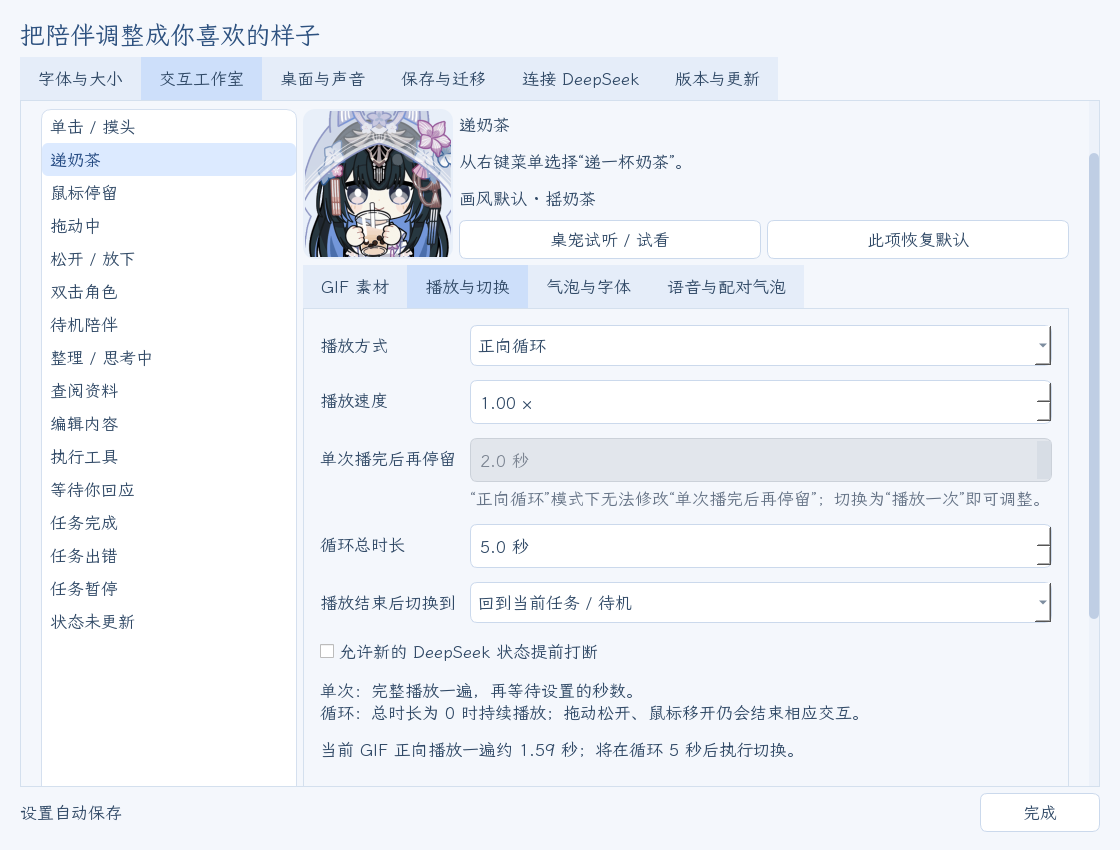 把陪伴调整成你喜欢的样子
字体与大小 交互工作室 桌面与声音 保存与迁移 连接 DeepSeek 版本与更新
单击 / 摸头
递奶茶
鼠标停留
拖动中
松开 / 放下
双击角色
待机陪伴
整理 / 思考中
查阅资料
编辑内容
执行工具
等待你回应
任务完成
任务出错
任务暂停
状态未更新
递奶茶
从右键菜单选择“递一杯奶茶”。
画风默认・摇奶茶
桌宠试听 / 试看 此项恢复默认
GIF 素材 播放与切换 气泡与字体 语音与配对气泡
播放方式 正向循环
播放速度 1.00 ×
单次播完后再停留 2.0 秒
“正向循环”模式下无法修改“单次播完后再停留”；切换为“播放一次”即可调整。
循环总时长 5.0 秒
播放结束后切换到 回到当前任务 / 待机
允许新的 DeepSeek 状态提前打断
单次：完整播放一遍，再等待设置的秒数。
循环：总时长为 0 时持续播放；拖动松开、鼠标移开仍会结束相应交互。
当前 GIF 正向播放一遍约 1.59 秒；将在循环 5 秒后执行切换。
设置自动保存 完成